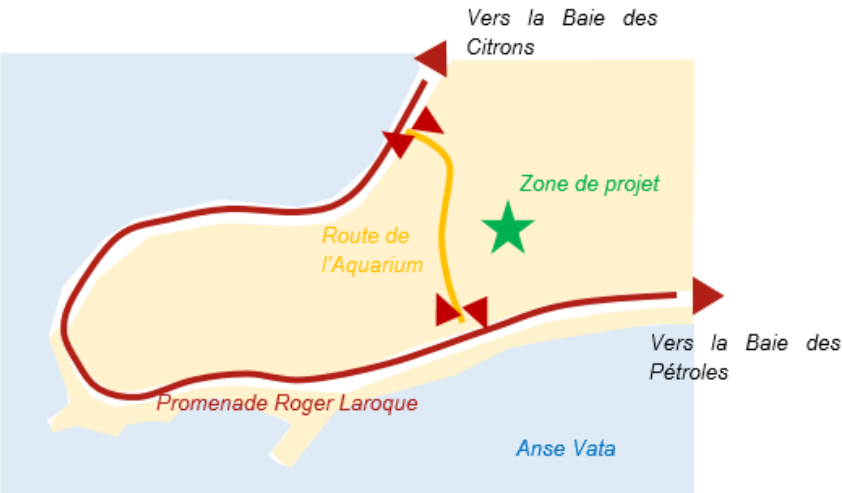 Vers la Baie des
Citrons
Zone de projet
Route de
l'Aquarium
Vers la Baie des
Pétroles
Promenade Roger Laroque
Anse Vata